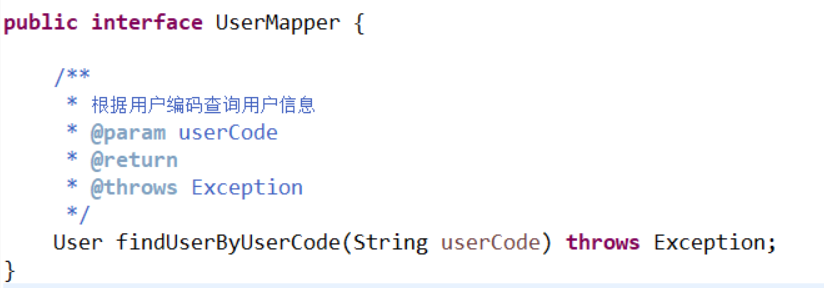 public interface UserMapper {
/**
* 根据用户编码查询用户信息
* @param userCode
* @return
* @throws Exception
*/
User findUserByUserCode(String userCode) throws Exception;
}